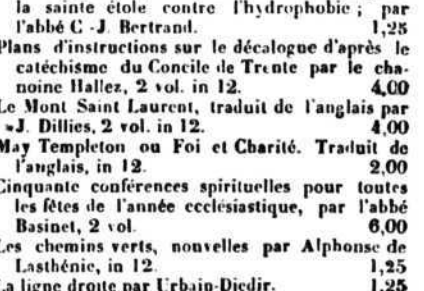 la sainte étole contre l'hydrophobie ; par
l'abbé C.-J. Bertrand. 1,25
Plans d'instructions sur le décalogue d'après le
catéchisme du Concile de Trente par le cha-
noine Hallez, 2 vol. in 12. 4,00
Le Mont Saint Laurent, traduit de l'anglais par
J. Dillies, 2 vol. in 12. 4,00
May Templeton ou Foi et Charité. Traduit de
l'anglais, in 12. 2,00
Cinquante conférences spirituelles pour toutes
les fêtes de l'année ecclésiastique, par l'abbé
Basinet, 2 vol. 6,00
Les chemins verts, nouvelles par Alphonse de
Lasthénie, in 12. 1,25
La ligne droite par Urbain-Diedir. 1,25